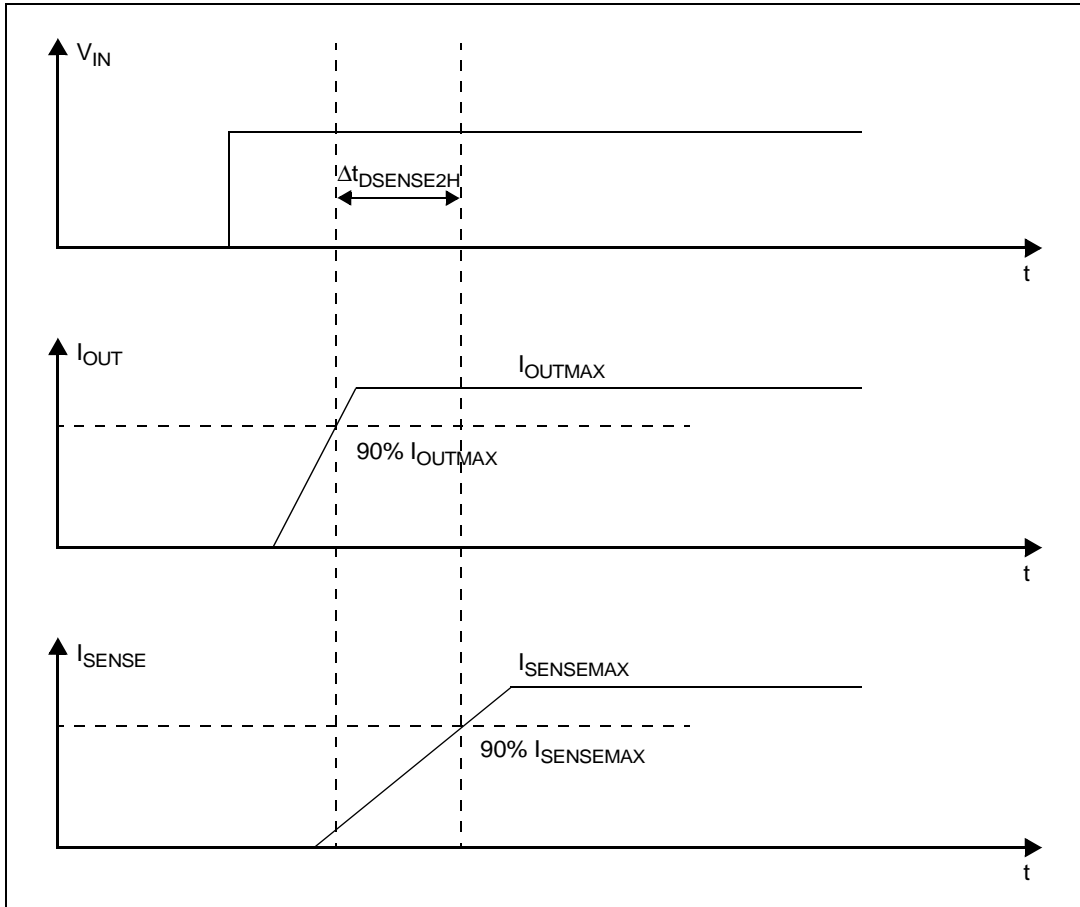 V_IN
Δt_DSENSE2H
t
I_OUT
I_OUTMAX
90% I_OUTMAX
t
I_SENSE
I_SENSEMAX
90% I_SENSEMAX
t